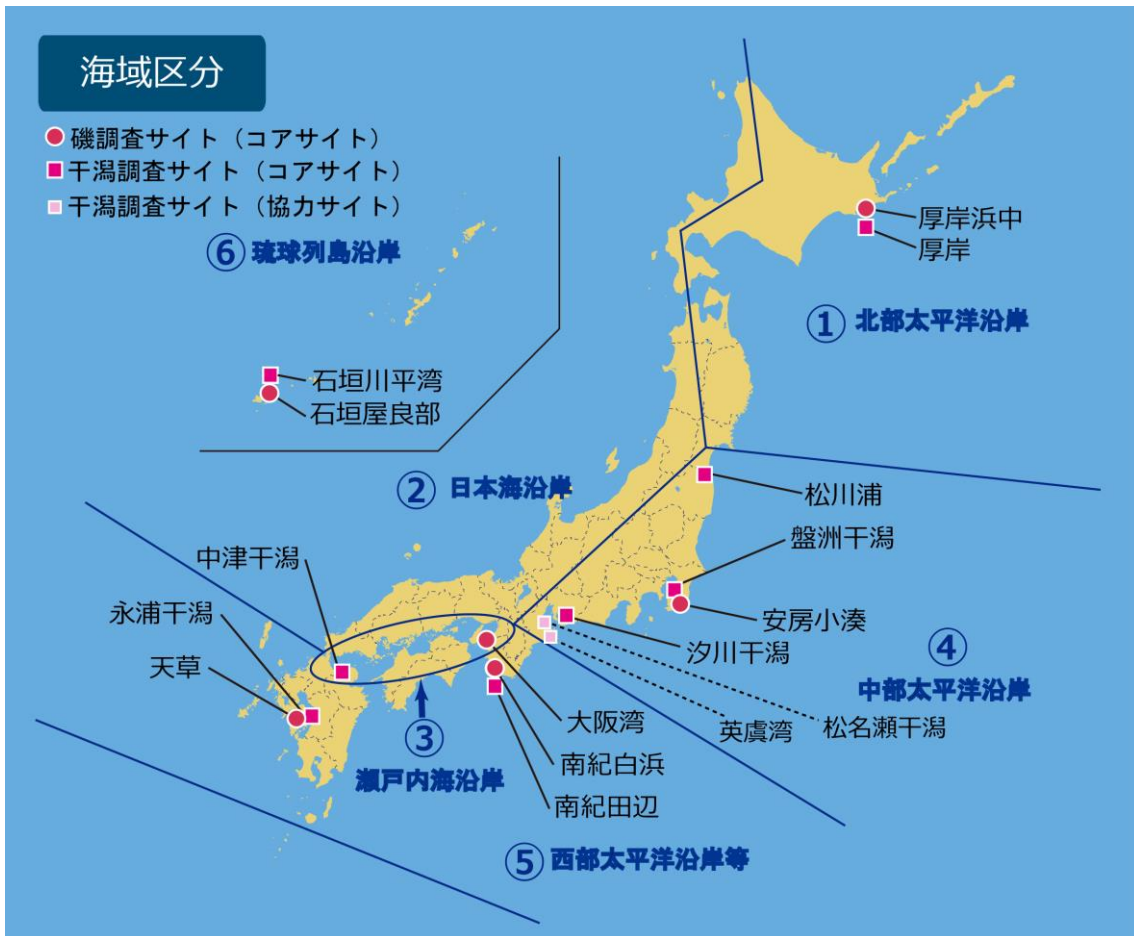 海域区分
磯調査サイト（コアサイト）
干潟調査サイト（コアサイト）
干潟調査サイト（協力サイト）
⑥ 琉球列島沿岸
厚岸浜中
厚岸
① 北部太平洋沿岸
石垣川平湾
石垣屋良部
② 日本海沿岸
松川浦
盤洲干潟
中津干潟
永浦干潟
安房小湊
天草
汐川干潟
④
中部太平洋沿岸
大阪湾
英虞湾
松名瀬干潟
③
瀬戸内海沿岸
南紀白浜
南紀田辺
⑤ 西部太平洋沿岸等